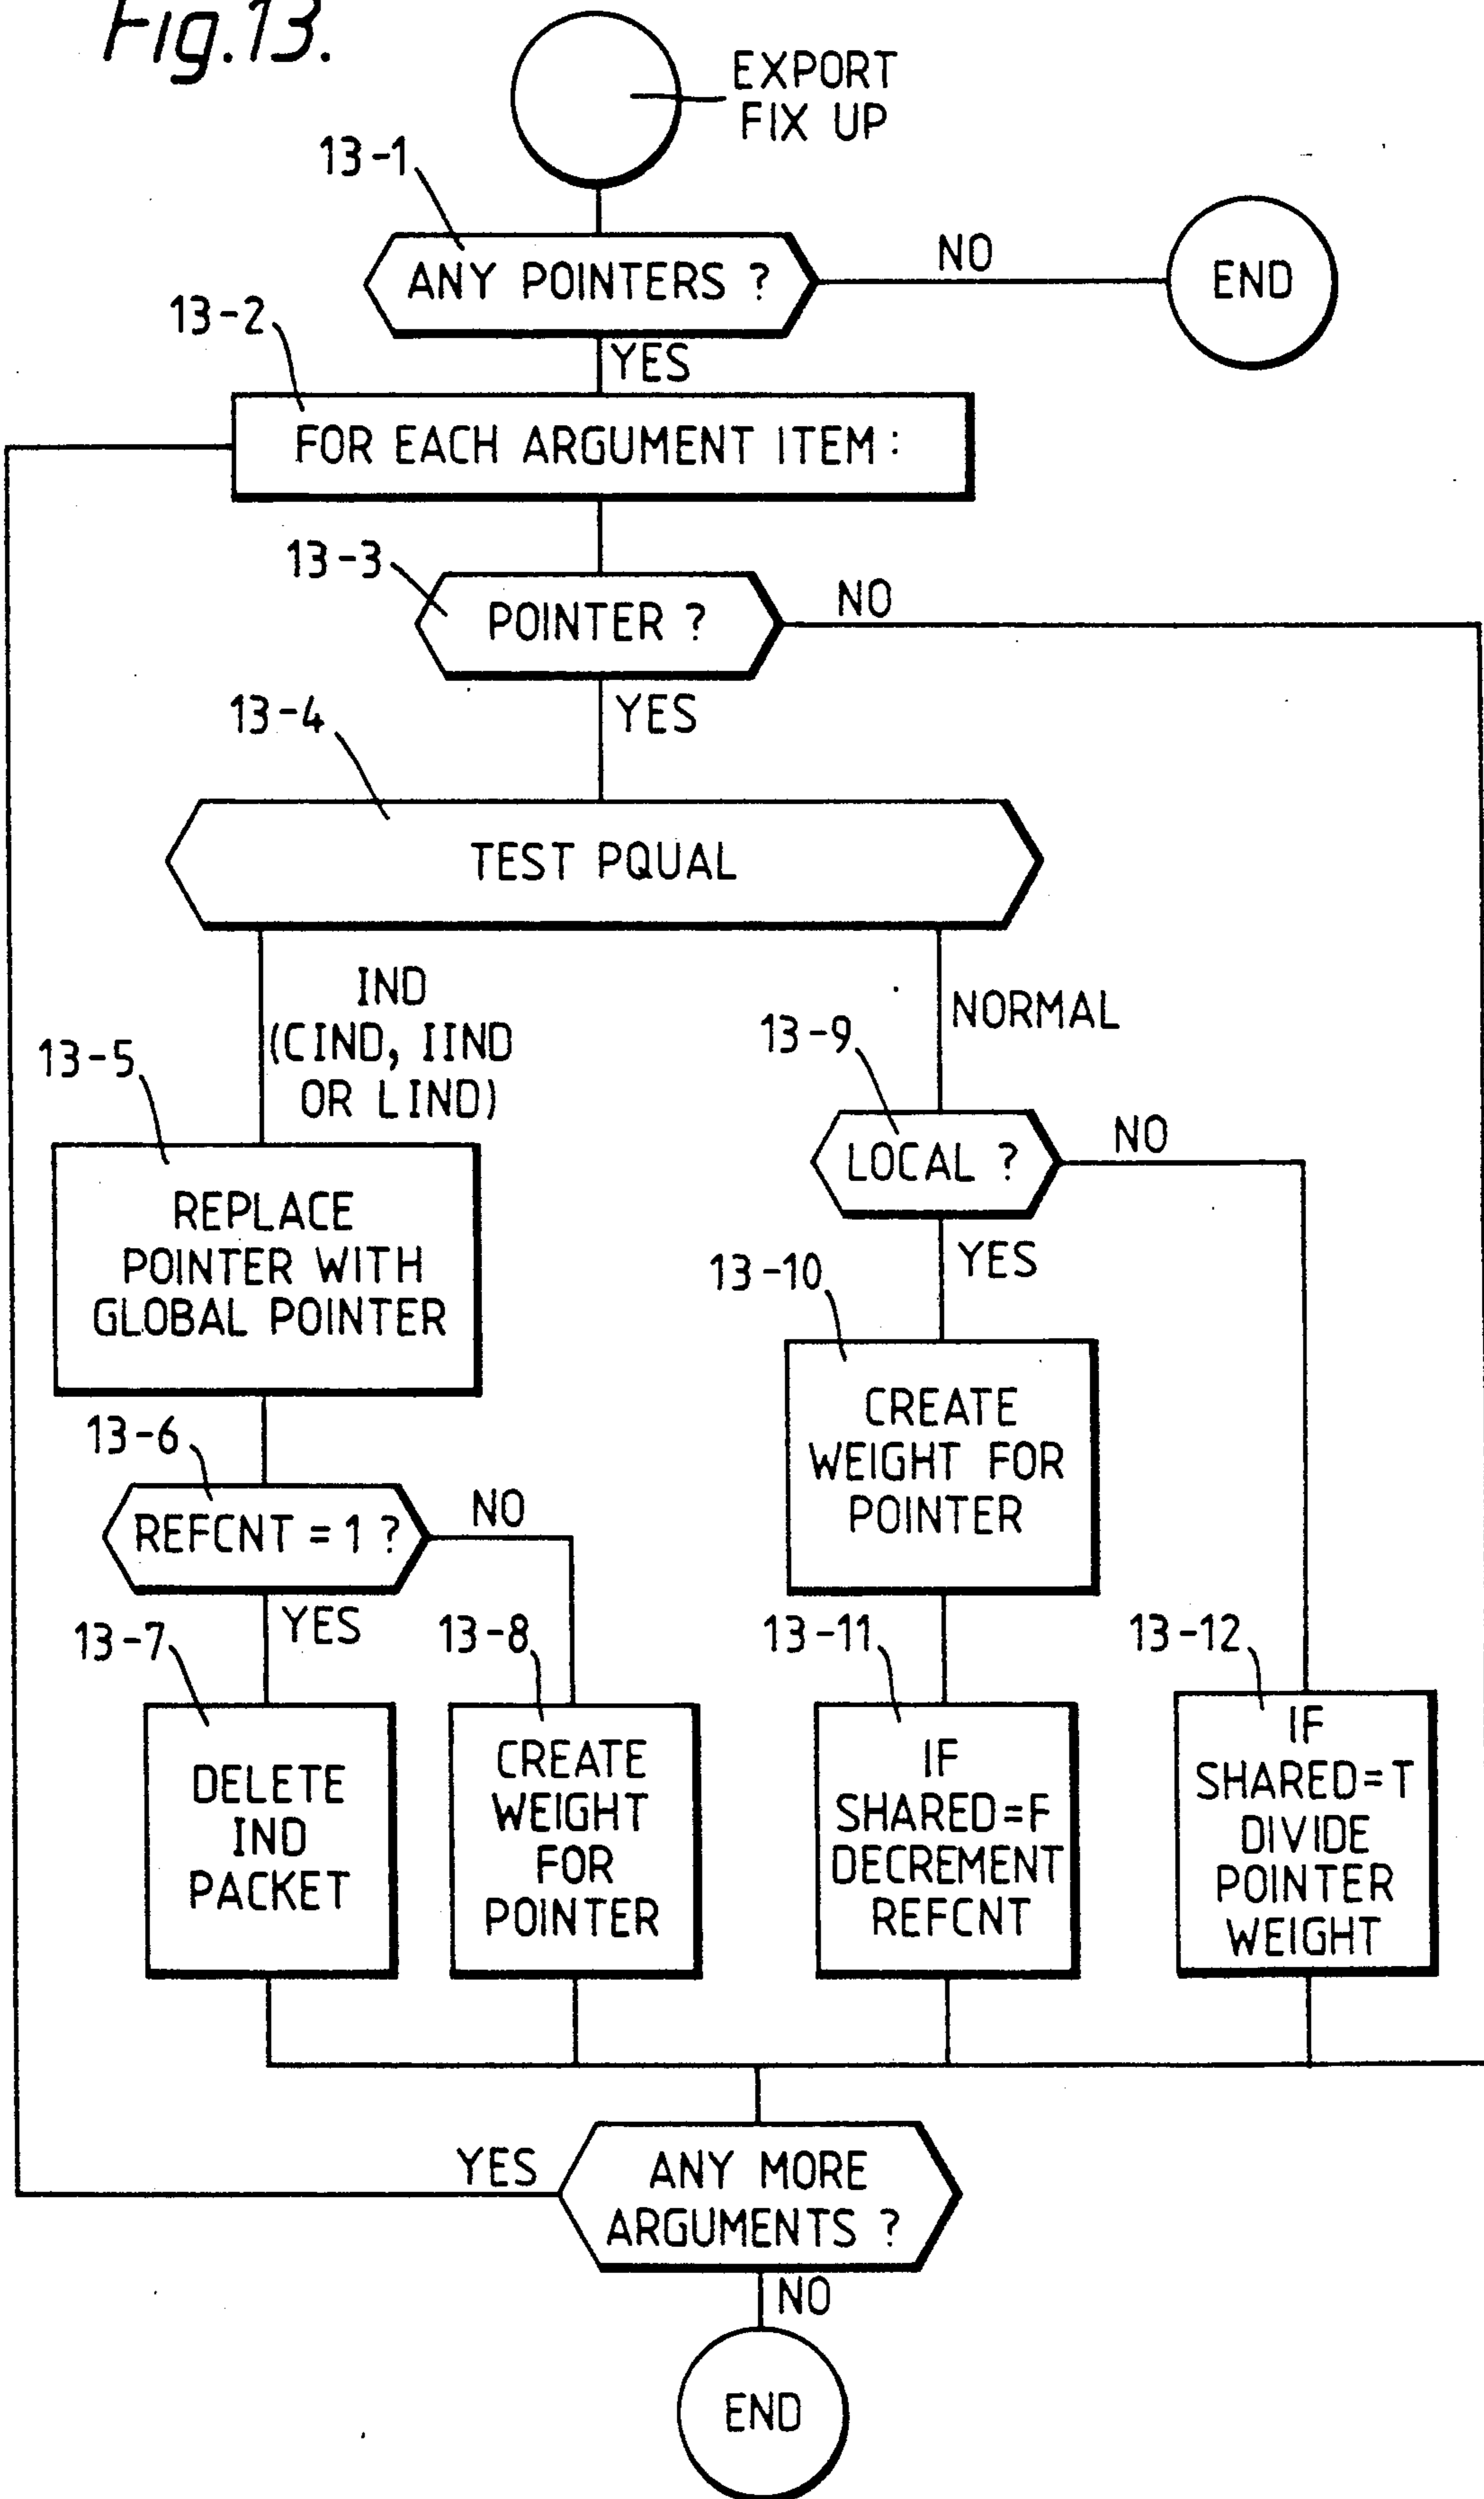 Fig.13.
EXPORT
FIX UP
13-1
ANY POINTERS ?
NO
END
13-2
YES
FOR EACH ARGUMENT ITEM :
13-3
POINTER ?
NO
13-4
YES
TEST PQUAL
IND
(CIND, IIND
OR LIND)
NORMAL
13-5
13-9
REPLACE
POINTER WITH
GLOBAL POINTER
LOCAL ?
NO
13-10
YES
CREATE
WEIGHT FOR
POINTER
13-6
REFCNT = 1 ?
NO
13-7
YES
13-8
13-11
13-12
DELETE
IND
PACKET
CREATE
WEIGHT
FOR
POINTER
IF
SHARED=F
DECREMENT
REFCNT
IF
SHARED=T
DIVIDE
POINTER
WEIGHT
YES
ANY MORE
ARGUMENTS ?
NO
END